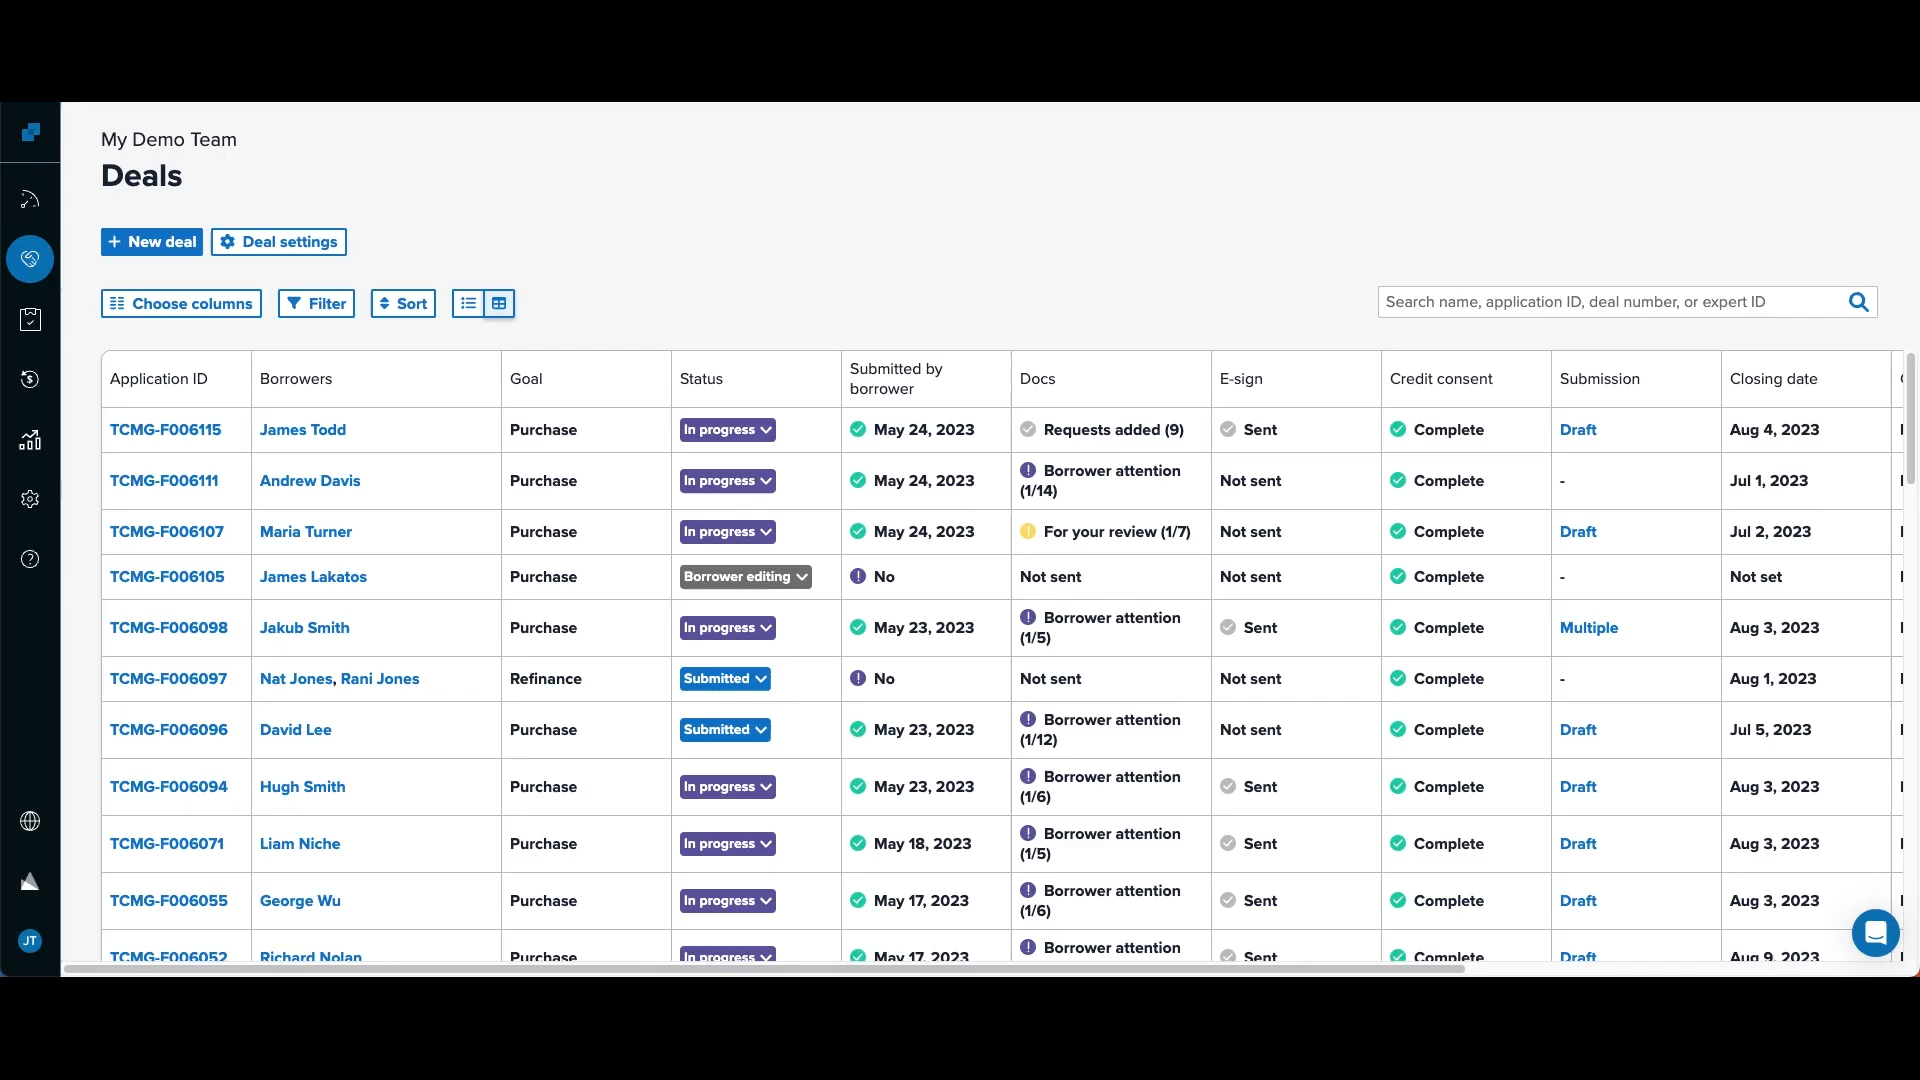 My Demo Team
Deals
+ New deal
Deal settings
Choose columns
Filter
Sort
Search name, application ID, deal number, or expert ID
Application ID Borrowers Goal Status Submitted by borrower Docs E-sign Credit consent Submission Closing date
TCMG-F006115 James Todd Purchase In progress May 24, 2023 Requests added (9) Sent Complete Draft Aug 4, 2023
TCMG-F006111 Andrew Davis Purchase In progress May 24, 2023 Borrower attention (1/14) Not sent Complete - Jul 1, 2023
TCMG-F006107 Maria Turner Purchase In progress May 24, 2023 For your review (1/7) Not sent Complete Draft Jul 2, 2023
TCMG-F006105 James Lakatos Purchase Borrower editing No Not sent Not sent Complete - Not set
TCMG-F006098 Jakub Smith Purchase In progress May 23, 2023 Borrower attention (1/5) Sent Complete Multiple Aug 3, 2023
TCMG-F006097 Nat Jones, Rani Jones Refinance Submitted No Not sent Not sent Complete - Aug 1, 2023
TCMG-F006096 David Lee Purchase Submitted May 23, 2023 Borrower attention (1/12) Not sent Complete Draft Jul 5, 2023
TCMG-F006094 Hugh Smith Purchase In progress May 23, 2023 Borrower attention (1/6) Sent Complete Draft Aug 3, 2023
TCMG-F006071 Liam Niche Purchase In progress May 18, 2023 Borrower attention (1/5) Sent Complete Draft Aug 3, 2023
TCMG-F006055 George Wu Purchase In progress May 17, 2023 Borrower attention (1/6) Sent Complete Draft Aug 3, 2023
TCMG-F006052 Richard Nolan Purchase In progress May 17, 2023 Borrower attention Sent Complete Draft Aug 9, 2023
JT